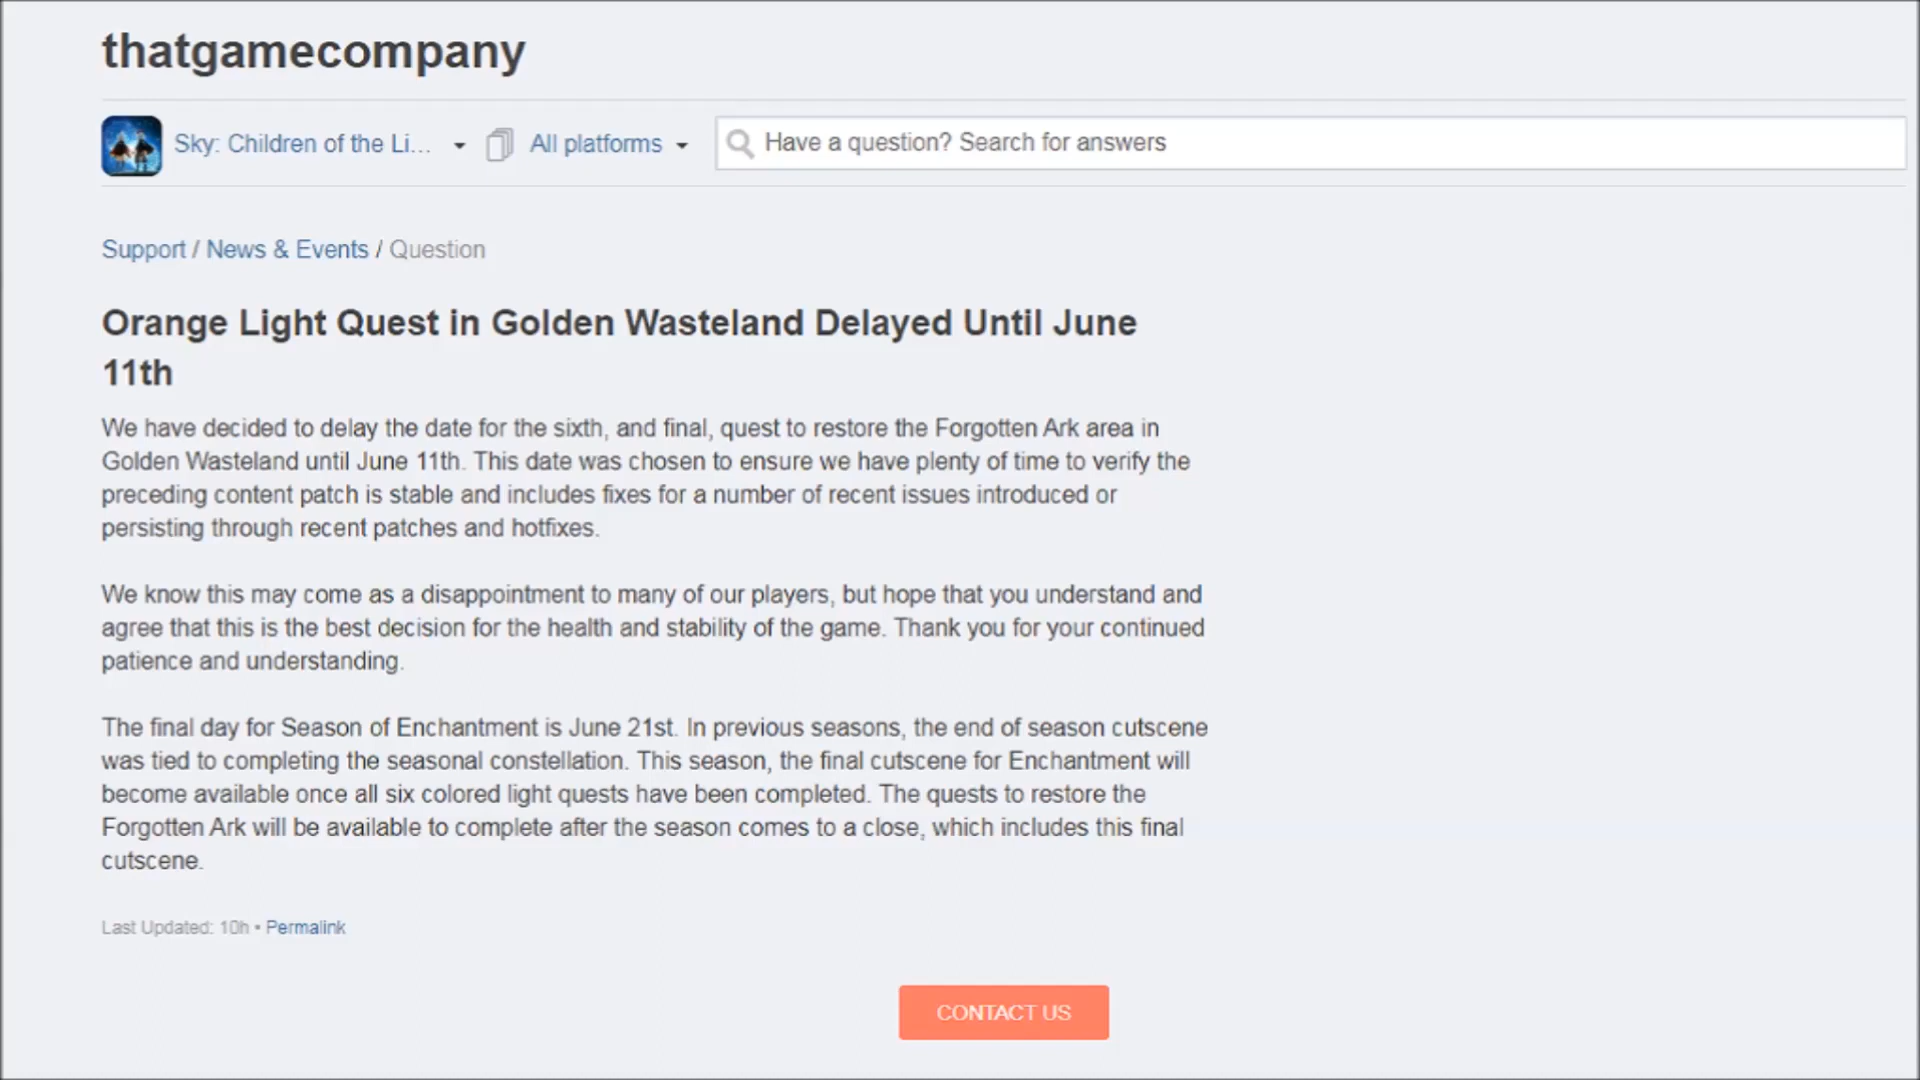 thatgamecompany
Sky: Children of the Li...
All platforms
Have a question? Search for answers
Support / News & Events / Question
Orange Light Quest in Golden Wasteland Delayed Until June
11th
We have decided to delay the date for the sixth, and final, quest to restore the Forgotten Ark area in
Golden Wasteland until June 11th. This date was chosen to ensure we have plenty of time to verify the
preceding content patch is stable and includes fixes for a number of recent issues introduced or
persisting through recent patches and hotfixes.
We know this may come as a disappointment to many of our players, but hope that you understand and
agree that this is the best decision for the health and stability of the game. Thank you for your continued
patience and understanding.
The final day for Season of Enchantment is June 21st. In previous seasons, the end of season cutscene
was tied to completing the seasonal constellation. This season, the final cutscene for Enchantment will
become available once all six colored light quests have been completed. The quests to restore the
Forgotten Ark will be available to complete after the season comes to a close, which includes this final
cutscene.
Last Updated: 10h • Permalink
CONTACT US